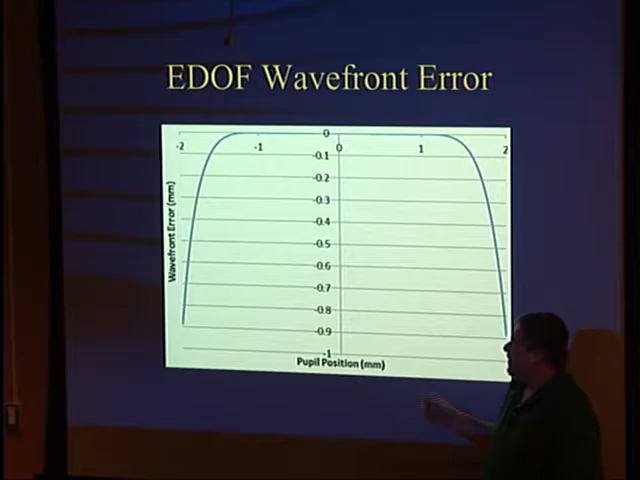 EDOF Wavefront Error
0
-2 -1 0 1 2
-0.1
-0.2
-0.3
-0.4
-0.5
-0.6
-0.7
-0.8
-0.9
-1
Wavefront Error (mm)
Pupil Position (mm)